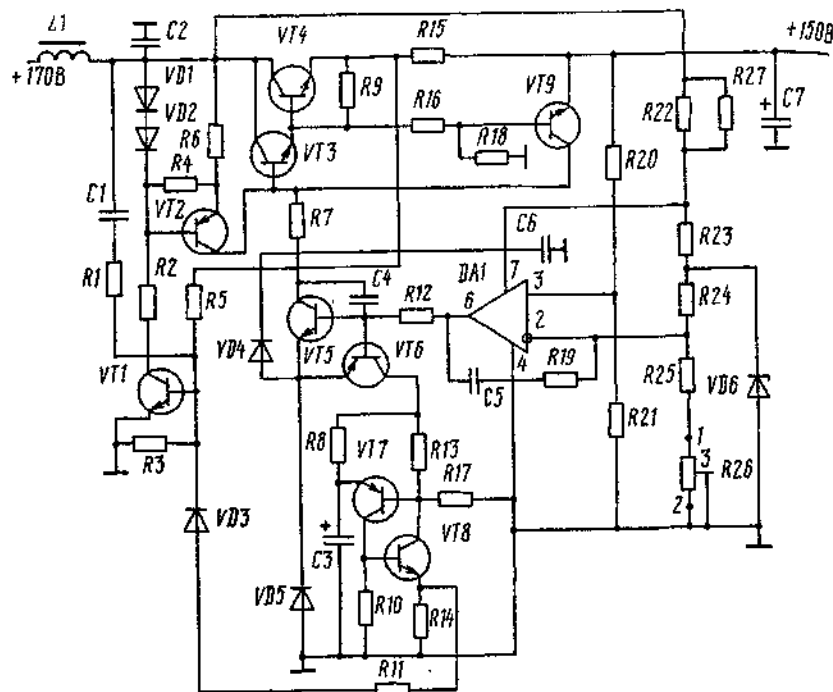 L1
+170В
C2
VT4
R15
+150В
VD1
VD2
R6
R9
R16
VT9
R22
R27
+
C7
R4
VT3
R18
R20
C1
VT2
R7
C6
R23
R2
C4
DA1
7
3
R1
R5
R12
6
R24
2
VD4
VT5
VT6
4
R19
R25
VD6
VT1
C5
R21
1
R3
R8
VT7
R13
3
R26
R17
2
VD3
+
VT8
C3
VD5
R10
R14
R11